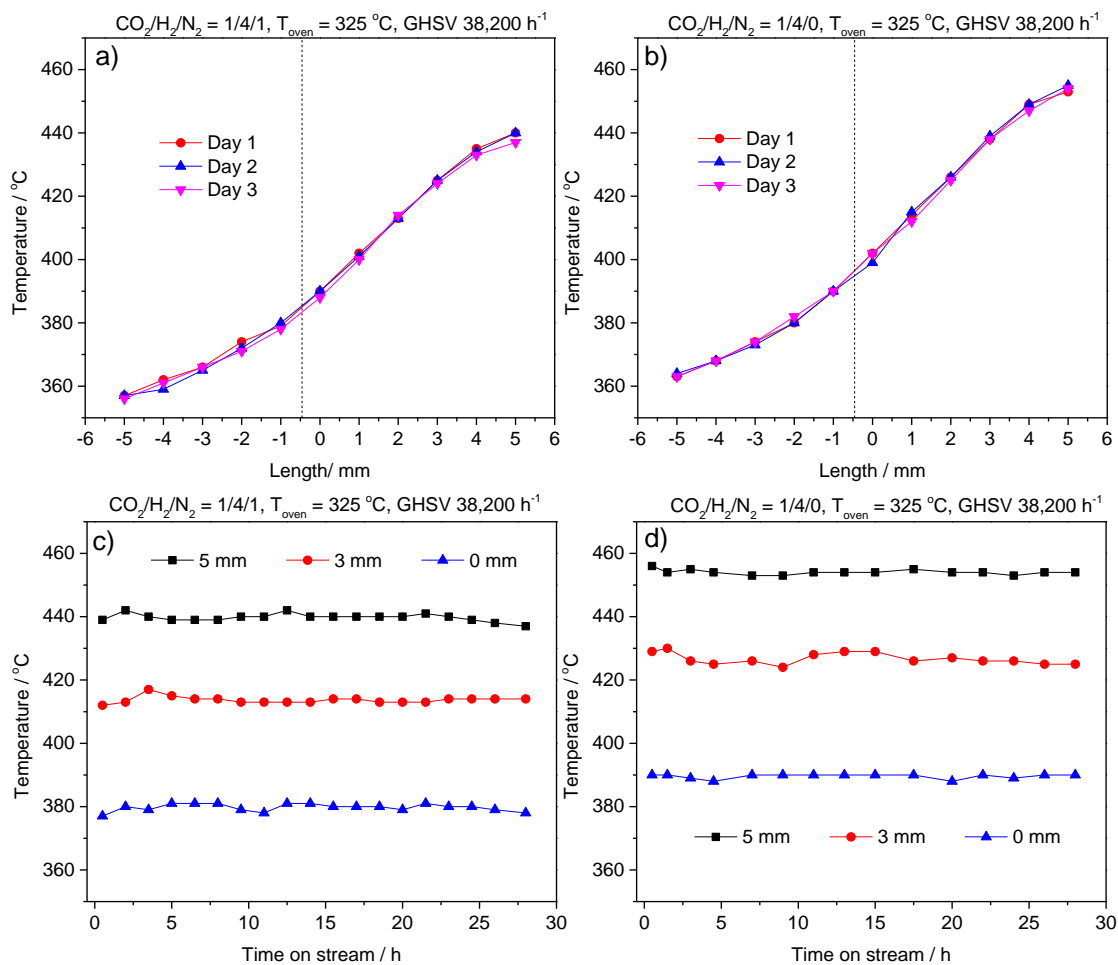 CO₂/H₂/N₂ = 1/4/1, T_oven = 325 °C, GHSV 38,200 h⁻¹
a)
Day 1
Day 2
Day 3
460
440
420
400
380
360
Temperature / °C
-6 -5 -4 -3 -2 -1 0 1 2 3 4 5 6
Length/ mm
CO₂/H₂/N₂ = 1/4/0, T_oven = 325 °C, GHSV 38,200 h⁻¹
b)
Day 1
Day 2
Day 3
460
440
420
400
380
360
Temperature / °C
-6 -5 -4 -3 -2 -1 0 1 2 3 4 5 6
Length/ mm
CO₂/H₂/N₂ = 1/4/1, T_oven = 325 °C, GHSV 38,200 h⁻¹
c)
5 mm 3 mm 0 mm
460
440
420
400
380
360
Temperature / °C
0 5 10 15 20 25 30
Time on stream / h
CO₂/H₂/N₂ = 1/4/0, T_oven = 325 °C, GHSV 38,200 h⁻¹
d)
460
440
420
400
380
360
Temperature / °C
5 mm 3 mm 0 mm
0 5 10 15 20 25 30
Time on stream / h